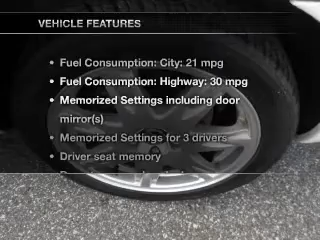 VEHICLE FEATURES
• Fuel Consumption: City: 21 mpg
• Fuel Consumption: Highway: 30 mpg
• Memorized Settings including door
mirror(s)
• Memorized Settings for 3 drivers
• Driver seat memory